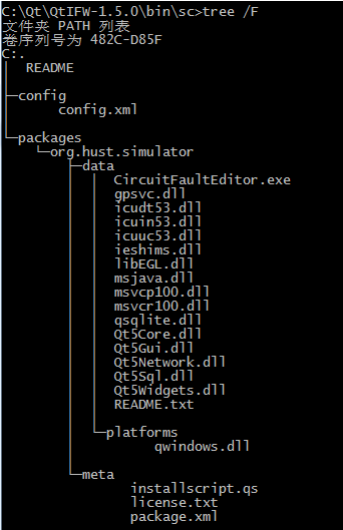 C:\Qt\QtIFW-1.5.0\bin\sc>tree /F
文件夹 PATH 列表
卷序列号为 482C-D85F
C:.
│  README
│
├─config
│      config.xml
│
└─packages
    └─org.hust.simulator
        ├─data
        │  │  CircuitFaultEditor.exe
        │  │  gpsvc.dll
        │  │  icudt53.dll
        │  │  icuin53.dll
        │  │  icuuc53.dll
        │  │  ieshims.dll
        │  │  libEGL.dll
        │  │  msjava.dll
        │  │  msvcp100.dll
        │  │  msvcr100.dll
        │  │  qsqlite.dll
        │  │  Qt5Core.dll
        │  │  Qt5Gui.dll
        │  │  Qt5Network.dll
        │  │  Qt5Sql.dll
        │  │  Qt5Widgets.dll
        │  │  README.txt
        │  │
        │  └─platforms
        │          qwindows.dll
        │
        └─meta
                installscript.qs
                license.txt
                package.xml